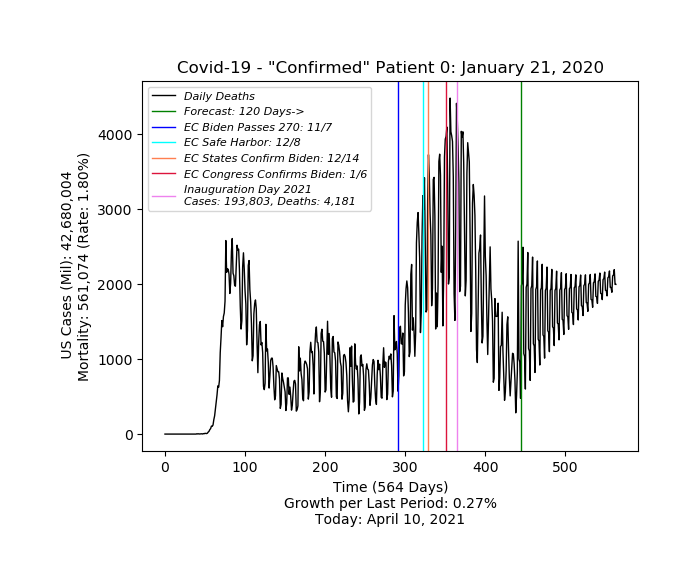 Covid-19 - "Confirmed" Patient 0: January 21, 2020
Daily Deaths
Forecast: 120 Days->
EC Biden Passes 270: 11/7
EC Safe Harbor: 12/8
EC States Confirm Biden: 12/14
EC Congress Confirms Biden: 1/6
Inauguration Day 2021
Cases: 193,803, Deaths: 4,181
US Cases (Mil): 42,680,004
Mortality: 561,074 (Rate: 1.80%)
4000
3000
2000
1000
0
0 100 200 300 400 500
Time (564 Days)
Growth per Last Period: 0.27%
Today: April 10, 2021